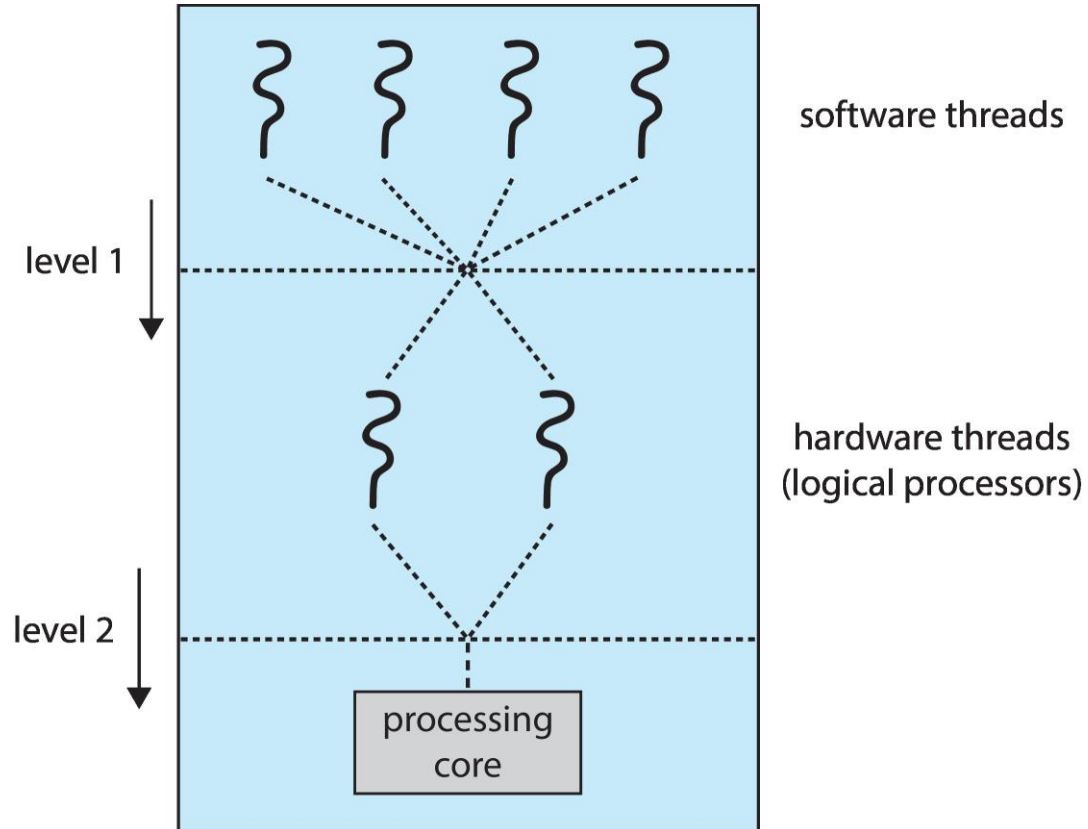 software threads
level 1
hardware threads
(logical processors)
level 2
processing
core